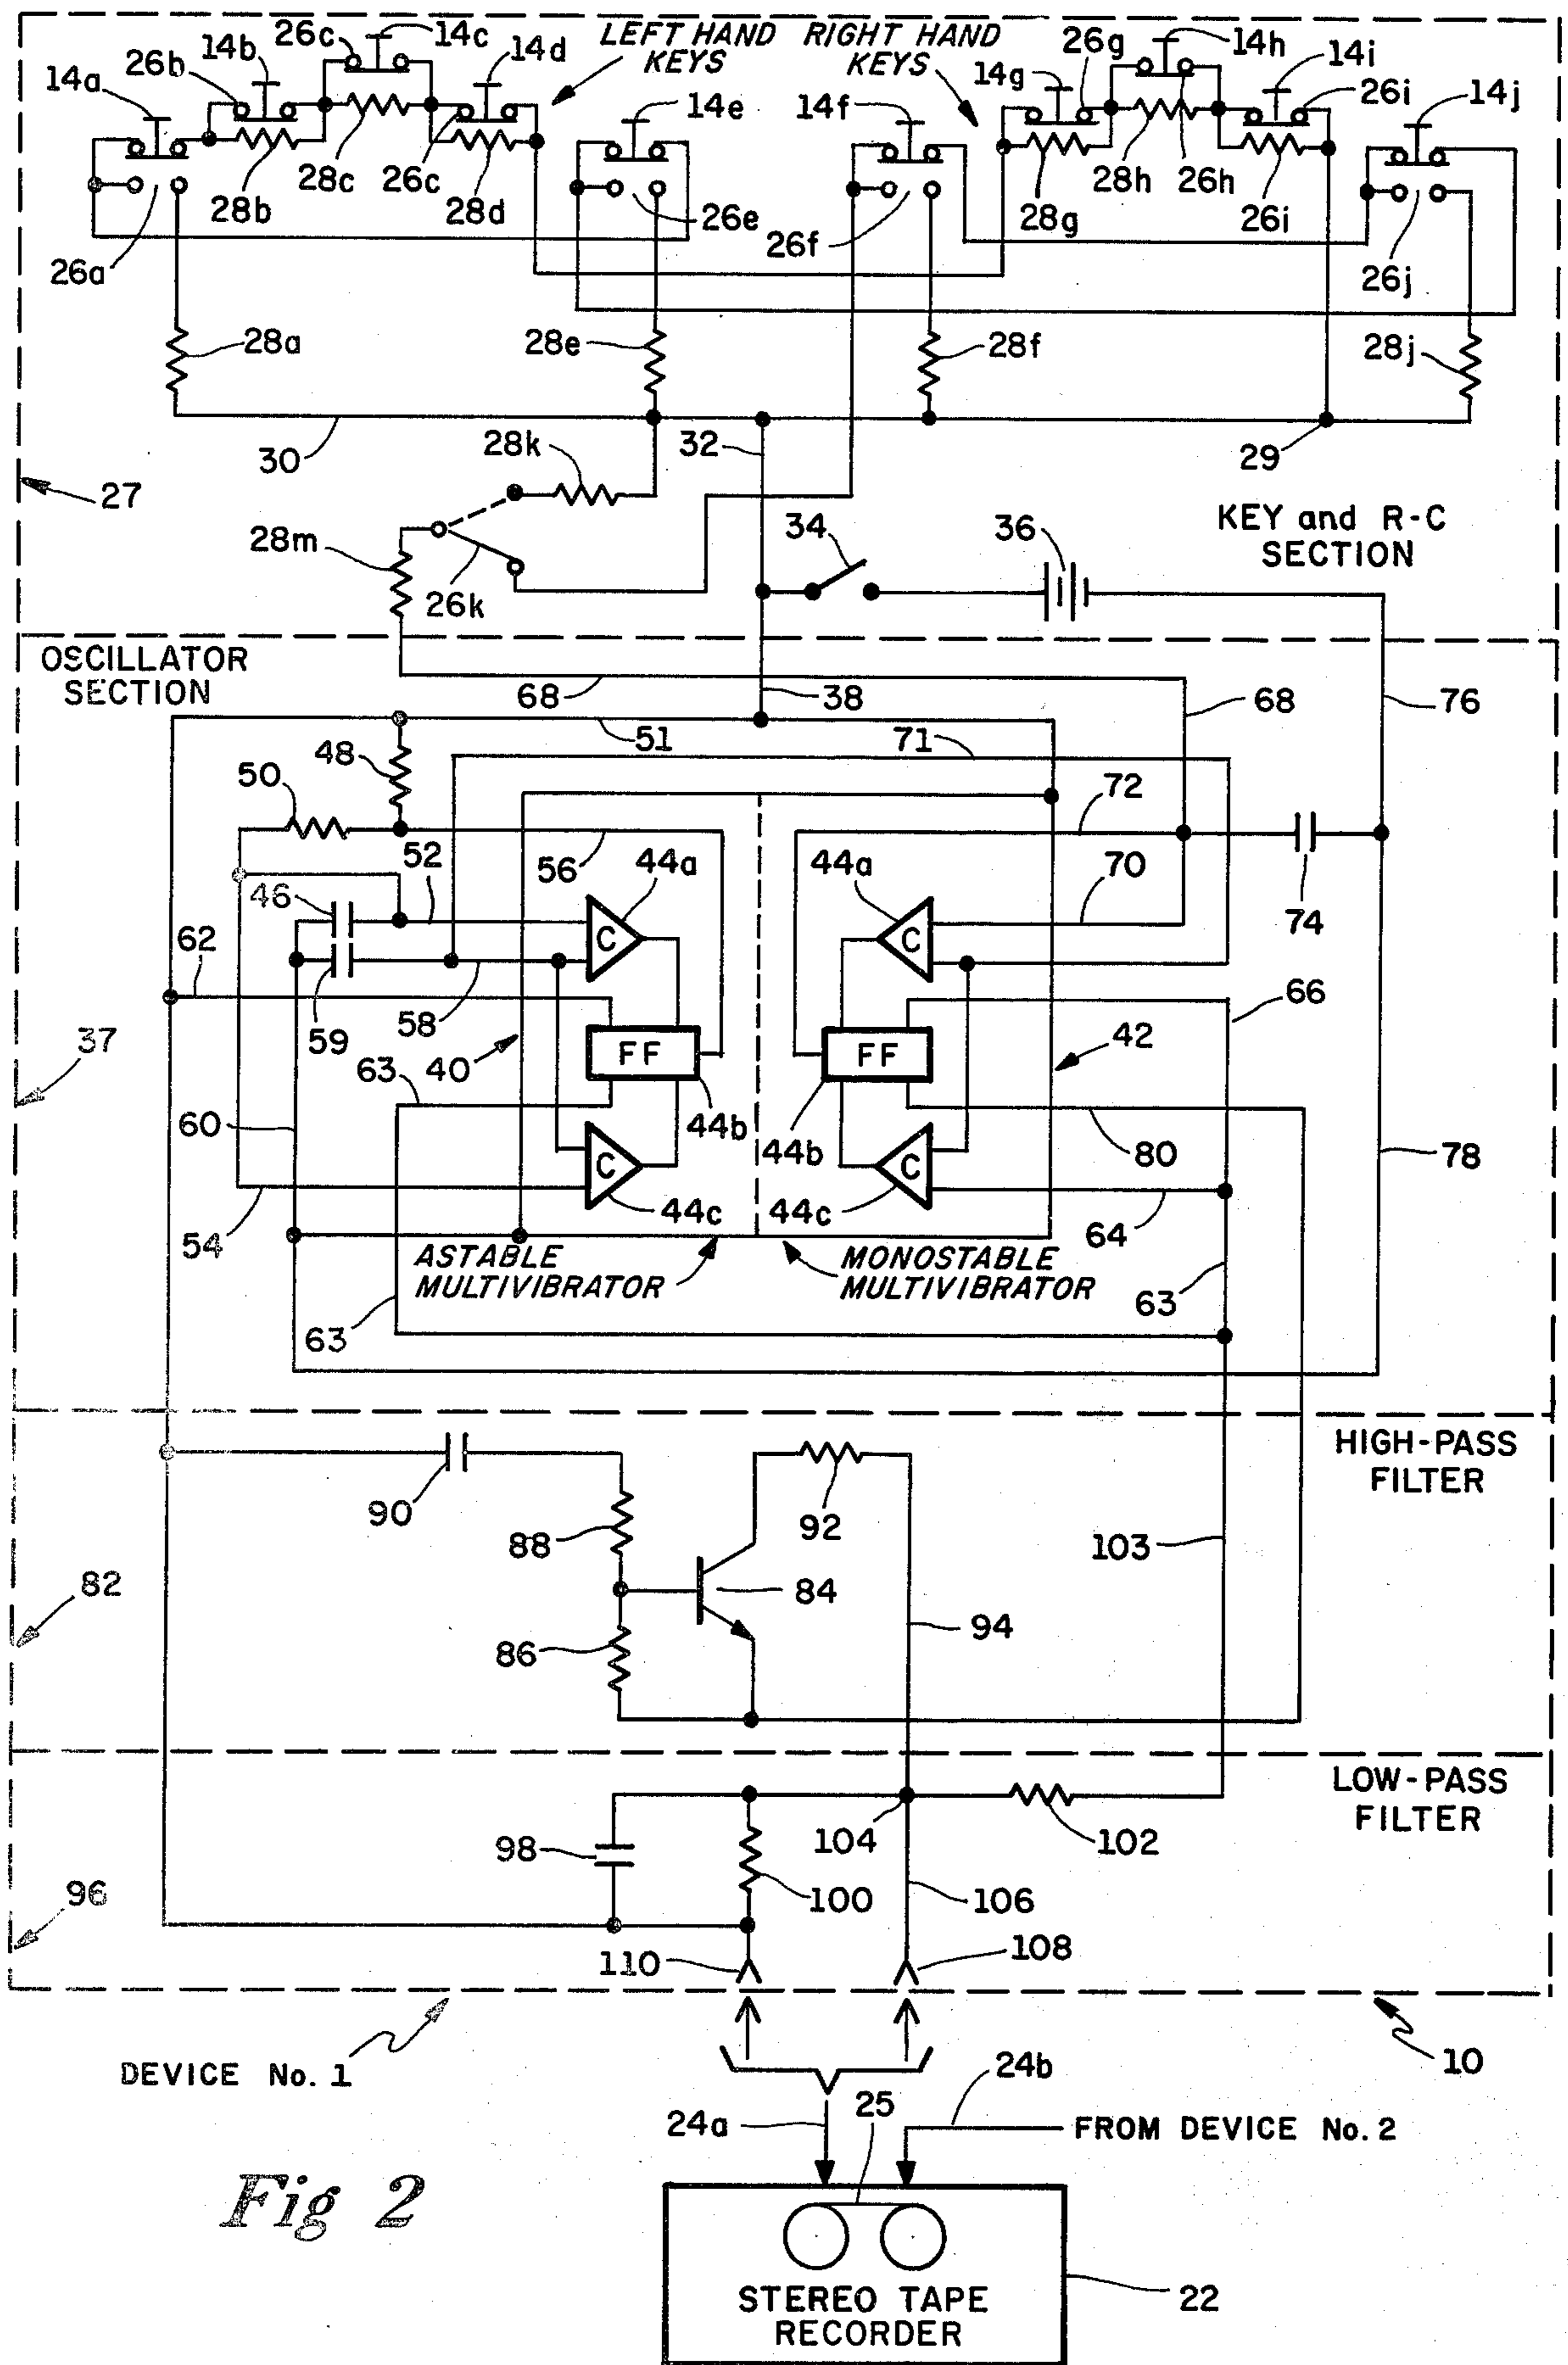 26c 14c
14b
26b
14d
14a
LEFT HAND
KEYS
RIGHT HAND
KEYS
26g
14h
14g
14i
26i
14j
14e
14f
28b
28c
26c
28d
26e
26f
28g
28h
26h
26i
26j
26a
28a
28e
28f
28j
30
28k
32
29
27
28m
26k
34
36
KEY and R-C
SECTION
OSCILLATOR
SECTION
68
38
68
76
51
71
48
50
72
52
56
44a
44a
70
46
74
C
C
62
66
59
58
37
FF
FF
42
63
40
44b
44b
60
80
78
C
C
54
44c
44c
64
ASTABLE
MULTIVIBRATOR
MONOSTABLE
MULTIVIBRATOR
63
63
HIGH-PASS
FILTER
90
92
88
103
82
84
86
94
LOW-PASS
FILTER
98
104
102
96
100
106
110
108
DEVICE No. 1
10
24b
25
24a
FROM DEVICE No. 2
Fig 2
STEREO TAPE
RECORDER
22